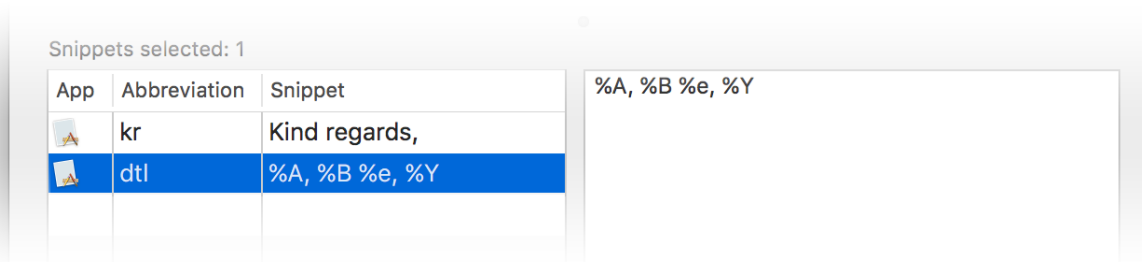 Snippets selected: 1
App Abbreviation Snippet
kr Kind regards,
dtl %A, %B %e, %Y
%A, %B %e, %Y